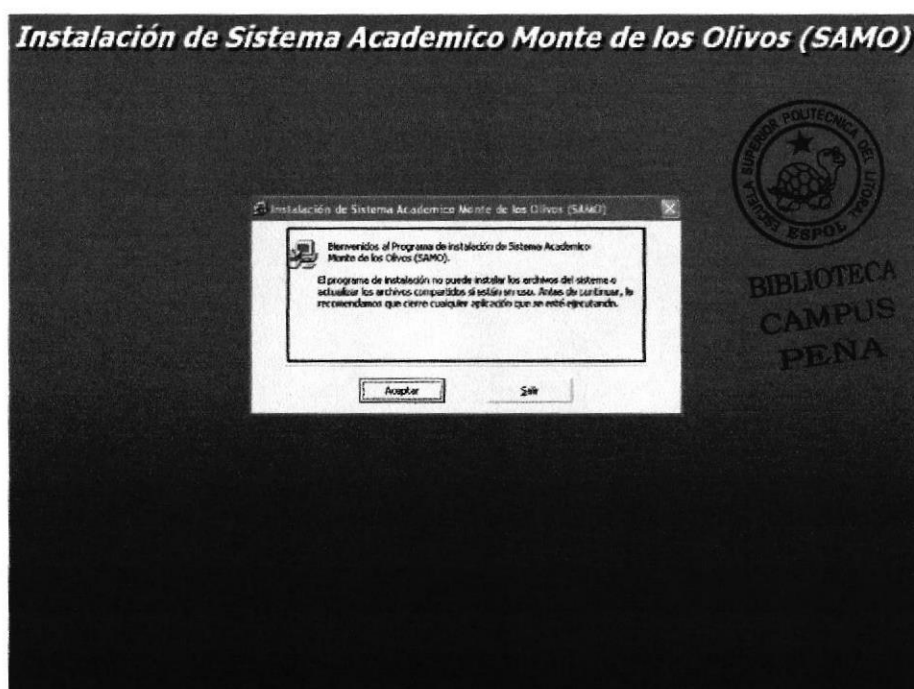 Instalación de Sistema Academico Monte de los Olivos (SAMO)
ESCUELA SUPERIOR POLITECNICA DEL LITORAL
ESPOL
BIBLIOTECA
CAMPUS
PEÑA
Instalación de Sistema Academico Monte de los Olivos (SAMO)
Bienvenidos al Programa de instalación de Sistema Academico
Monte de los Olivos (SAMO).
El programa de instalación no puede instalar los archivos del sistema o
actualizar los archivos compartidos si están en uso. Antes de continuar, le
recomendamos que cierre cualquier aplicación que se esté ejecutando.
Aceptar
Salir